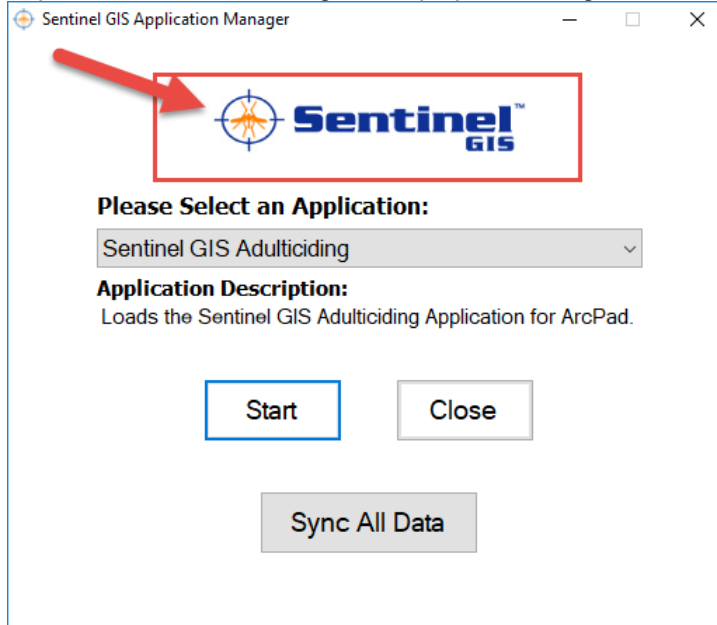 Sentinel GIS Application Manager
Sentinel™
GIS
Please Select an Application:
Sentinel GIS Adulticiding
Application Description:
Loads the Sentinel GIS Adulticiding Application for ArcPad.
Start Close
Sync All Data